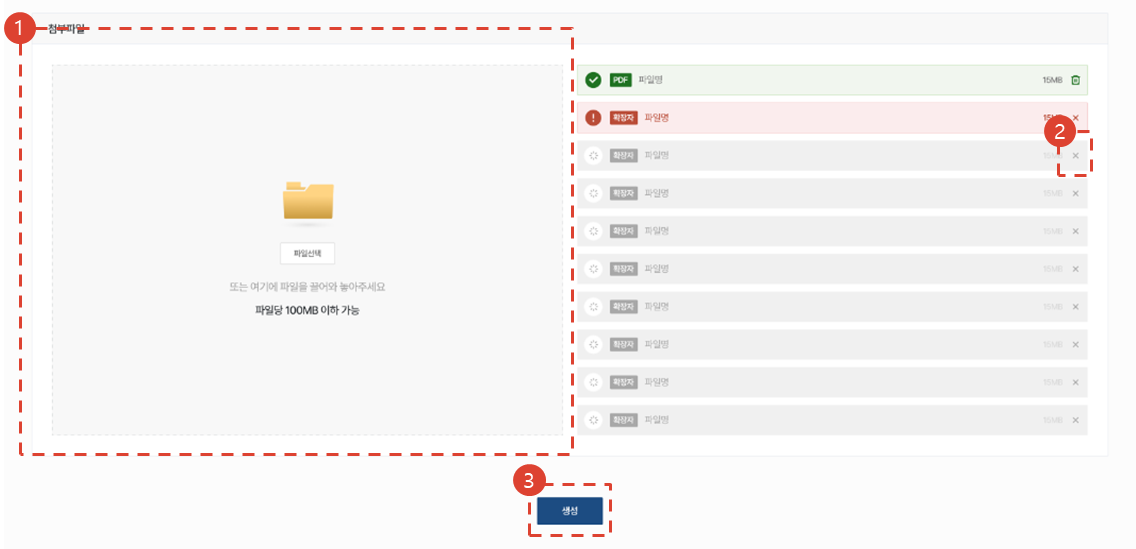 1
첨부파일
파일선택
또는 여기에 파일을 끌어와 놓아주세요
파일당 100MB 이하 가능
PDF 파일명 15MB
확장자 파일명
2
확장자 파일명 15MB
확장자 파일명 15MB
확장자 파일명 15MB
확장자 파일명 15MB
확장자 파일명 15MB
확장자 파일명 15MB
확장자 파일명 15MB
확장자 파일명 15MB
3
생성